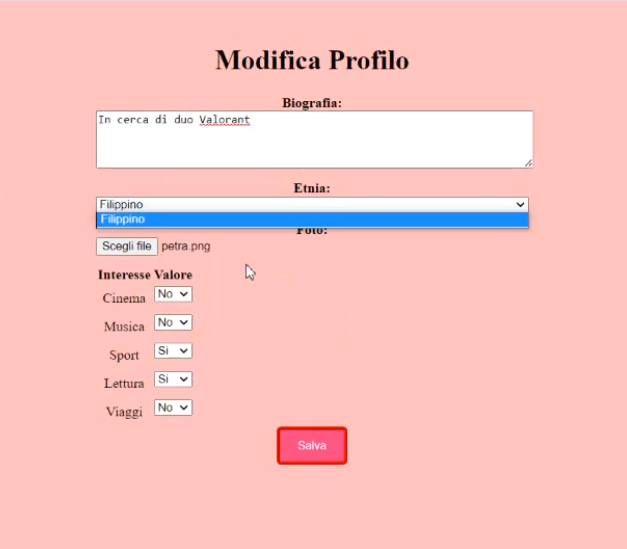 Modifica Profilo
Biografia:
In cerca di duo Valorant
Etnia:
Filippino
Filippino
Foto:
Scegli file petra.png
Interesse Valore
Cinema No
Musica No
Sport Si
Lettura Si
Viaggi No
Salva